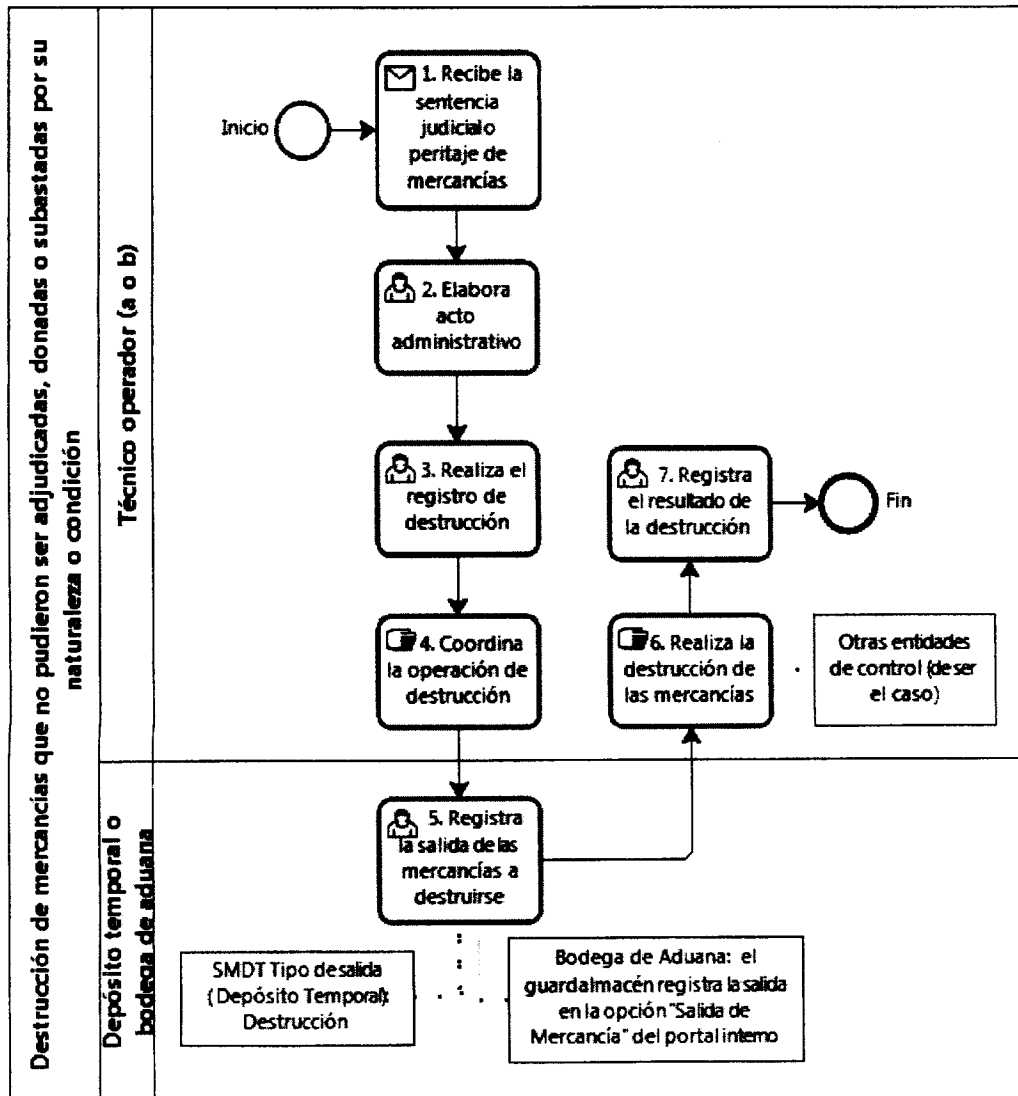 Destrucción de mercancías que no pudieron ser adjudicadas, donadas o subastadas por su
naturaleza o condición
Técnico operador (a o b)
Inicio
1. Recibe la
sentencia
judicialo
peritaje de
mercancías
2. Elabora
acto
administrativo
3. Realiza el
registro de
destrucción
4. Coordina
la operación de
destrucción
7. Registra
el resultado de
la destrucción
Fin
6. Realiza la
destrucción de
las mercancías
Otras entidades
de control (de ser
el caso)
Depósito temporal o
bodega de aduana
5. Registra
la salida de las
mercancías a
destruirse
SMDT Tipo de salida
(Depósito Temporal):
Destrucción
Bodega de Aduana: el
guardalmacén registra la salida
en la opción "Salida de
Mercancía" del portal interno